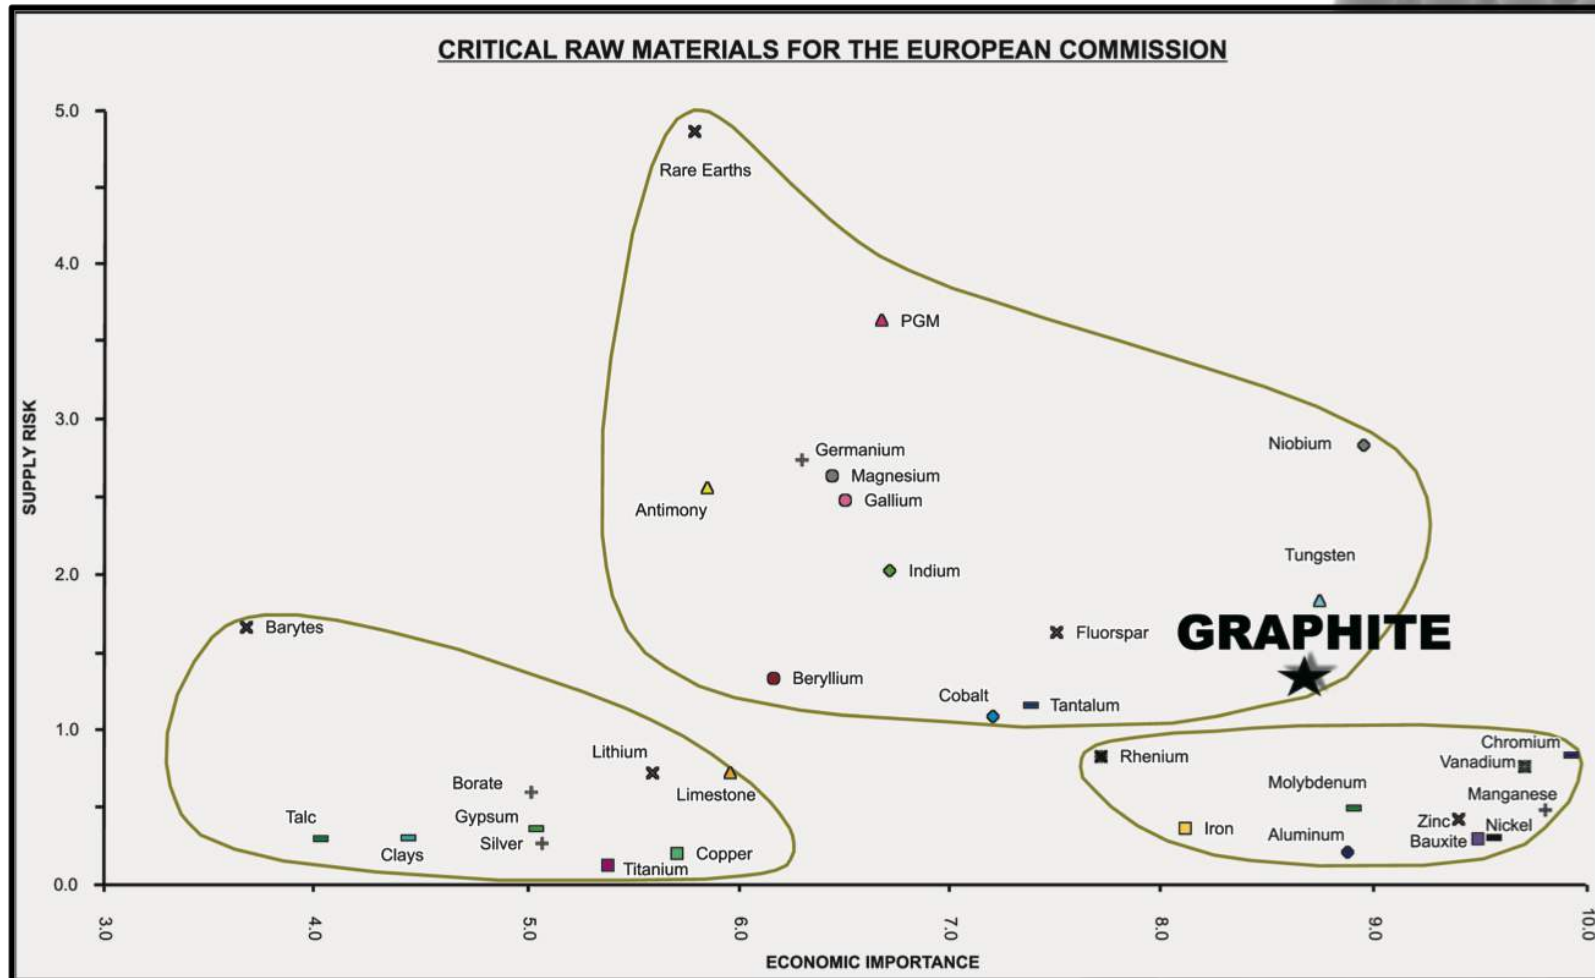 CRITICAL RAW MATERIALS FOR THE EUROPEAN COMMISSION
5.0
Rare Earths
4.0
PGM
3.0
Niobium
Germanium
Magnesium
Gallium
Antimony
SUPPLY RISK
Tungsten
Indium
2.0
Barytes
Fluorspar
GRAPHITE
Beryllium
Cobalt
Tantalum
1.0
Chromium
Lithium
Rhenium
Vanadium
Borate
Limestone
Molybdenum
Manganese
Talc
Gypsum
Zinc
Nickel
Iron
Aluminum
Bauxite
Silver
Clays
Copper
Titanium
0.0
3.0
4.0
5.0
6.0
7.0
8.0
9.0
10.0
ECONOMIC IMPORTANCE